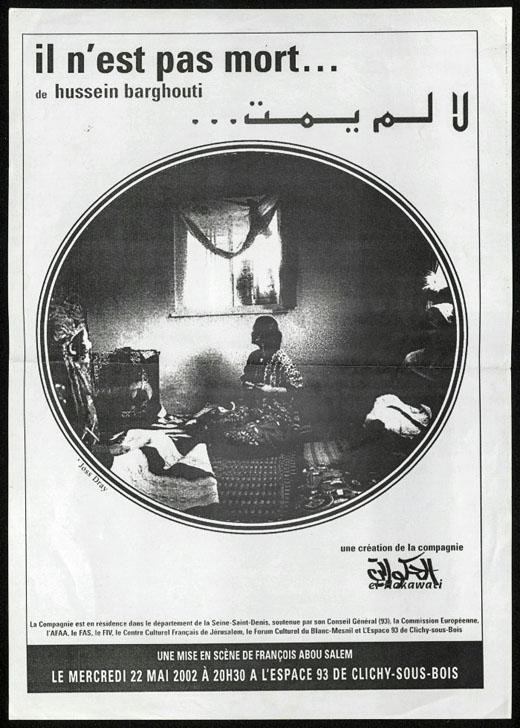 il n'est pas mort...
de hussein barghouti
لا لم يمت...
Joss Dray
une création de la compagnie
الحكواتي
el-Hakawati
La Compagnie est en résidence dans le département de la Seine-Saint-Denis, soutenue par son Conseil Général (93), la Commission Européenne,
l'AFAA, le FAS, le FIV, le Centre Culturel Français de Jérusalem, le Forum Culturel du Blanc-Mesnil et L'Espace 93 de Clichy-sous-Bois
UNE MISE EN SCÈNE DE FRANÇOIS ABOU SALEM
LE MERCREDI 22 MAI 2002 À 20H30 A L'ESPACE 93 DE CLICHY-SOUS-BOIS